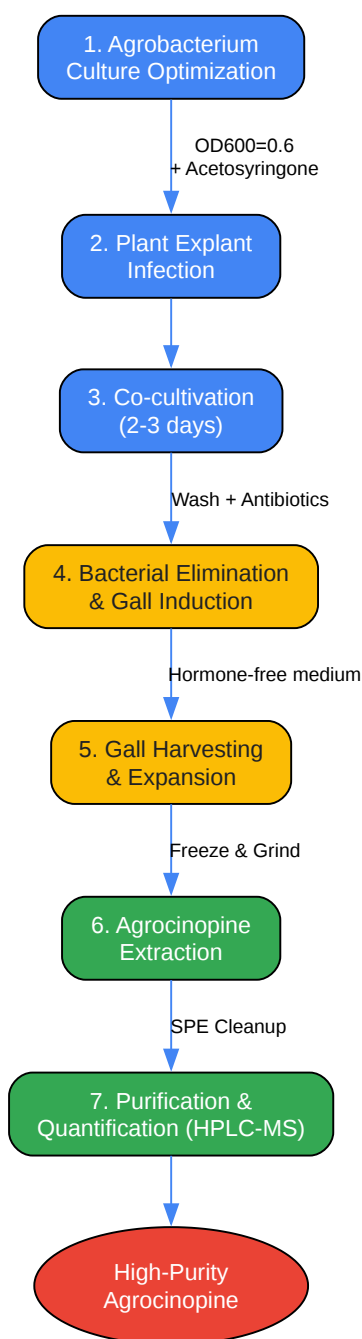 1. Agrobacterium
Culture Optimization
OD600=0.6
+ Acetosyringone
2. Plant Explant
Infection
3. Co-cultivation
(2-3 days)
Wash + Antibiotics
4. Bacterial Elimination
& Gall Induction
Hormone-free medium
5. Gall Harvesting
& Expansion
Freeze & Grind
6. Agrocinopine
Extraction
SPE Cleanup
7. Purification &
Quantification (HPLC-MS)
High-Purity
Agrocinopine